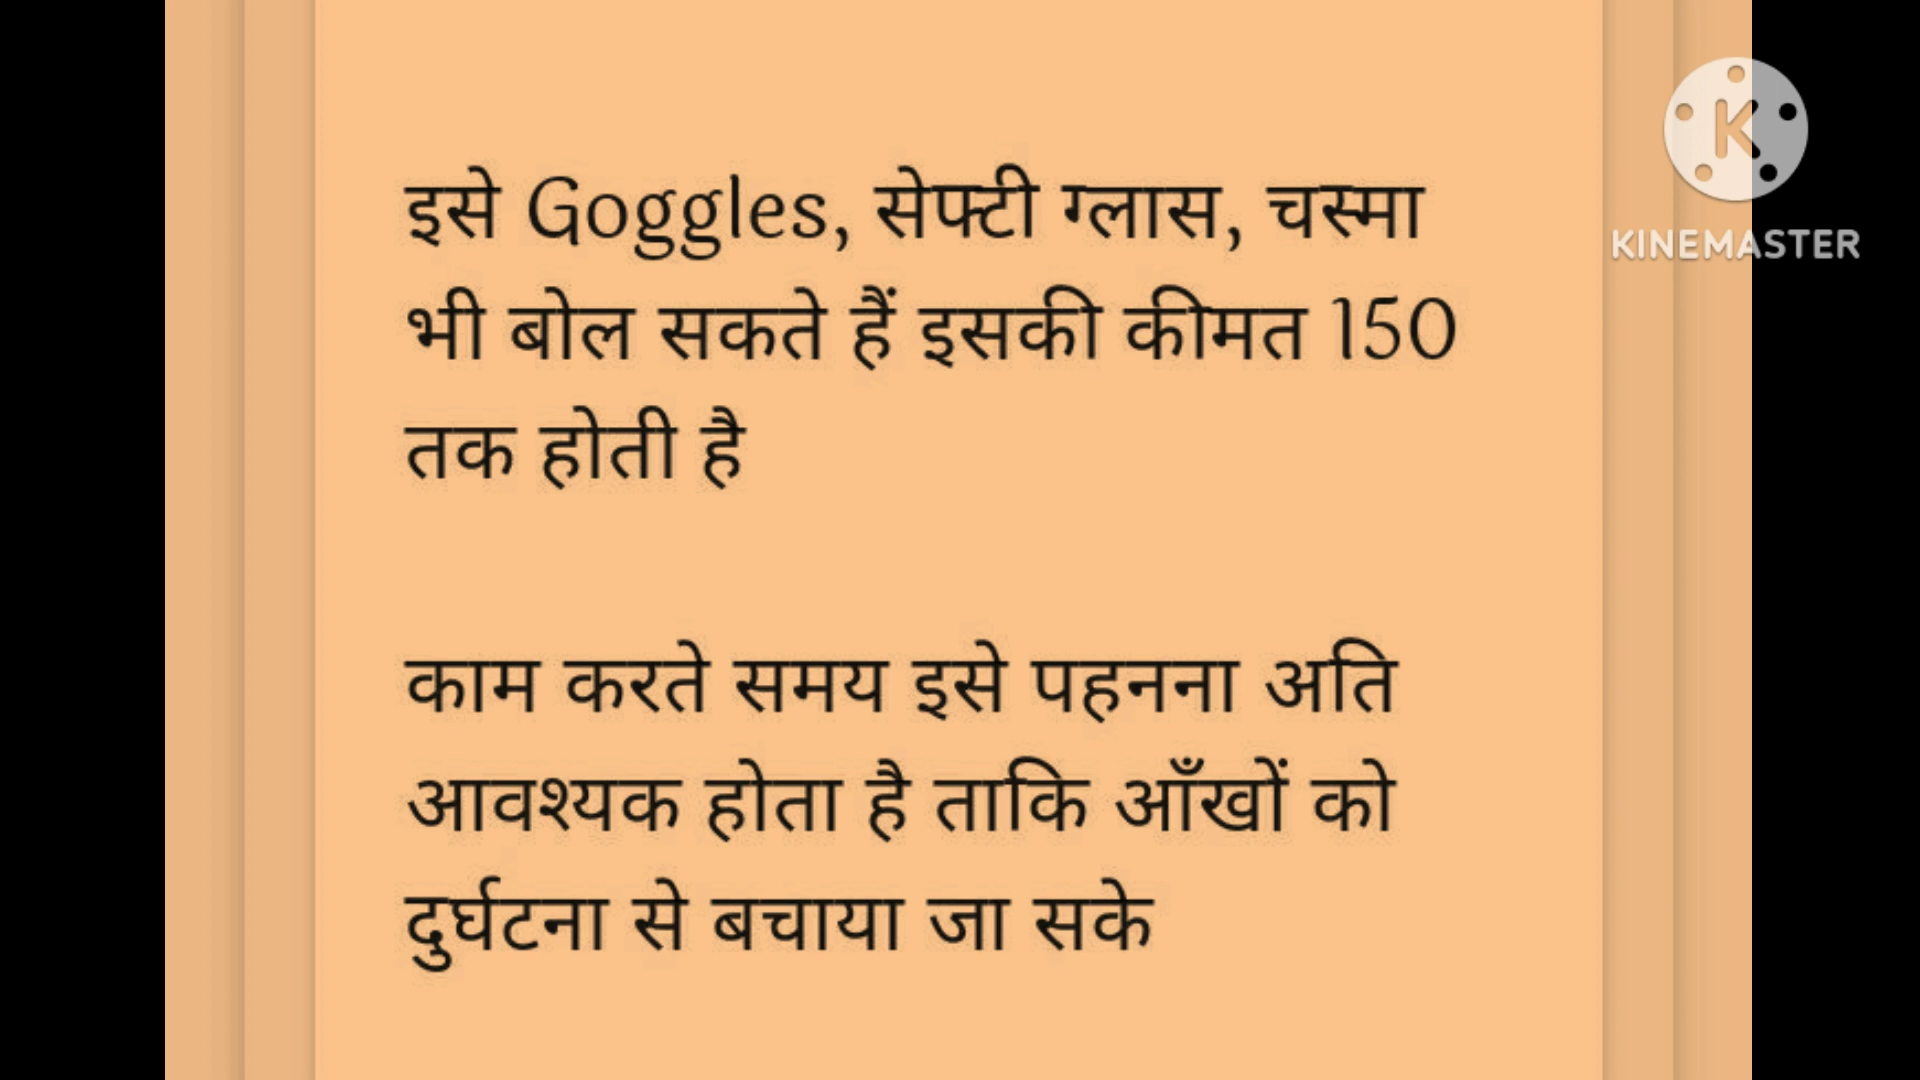 इसे Goggles, सेफ्टी ग्लास, चस्मा
भी बोल सकते हैं इसकी कीमत 150
तक होती है
काम करते समय इसे पहनना अति
आवश्यक होता है ताकि आँखों को
दुर्घटना से बचाया जा सके
K
KINEMASTER